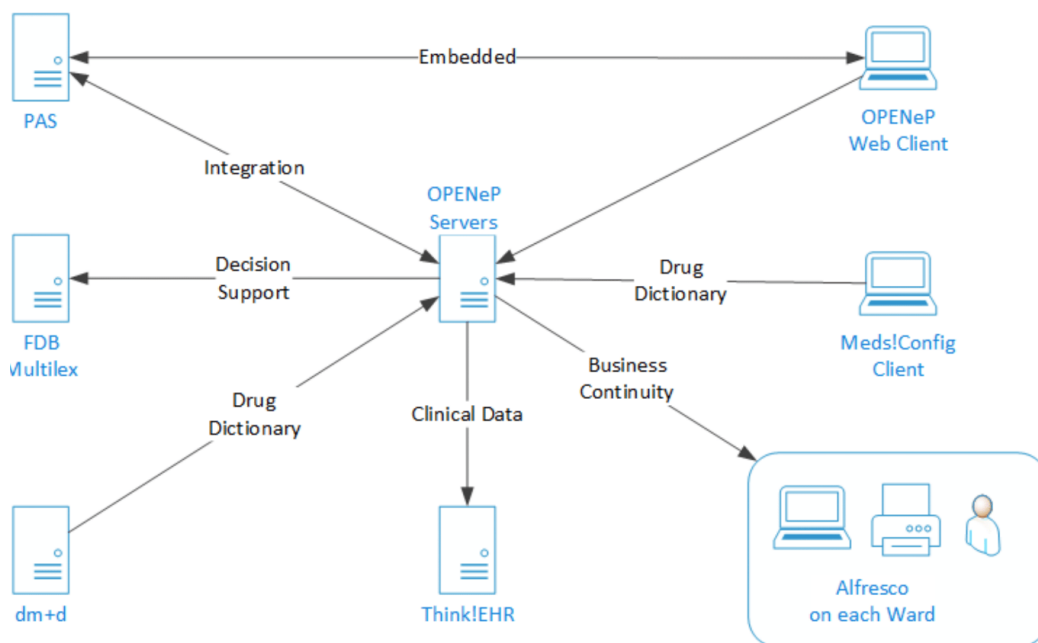 Embedded
PAS
OPENeP
Web Client
Integration
OPENeP
Servers
Decision
Support
Drug
Dictionary
FDB
Multilex
Meds!Config
Client
Business
Continuity
Drug
Dictionary
Clinical Data
dm+d
Think!EHR
Alfresco
on each Ward